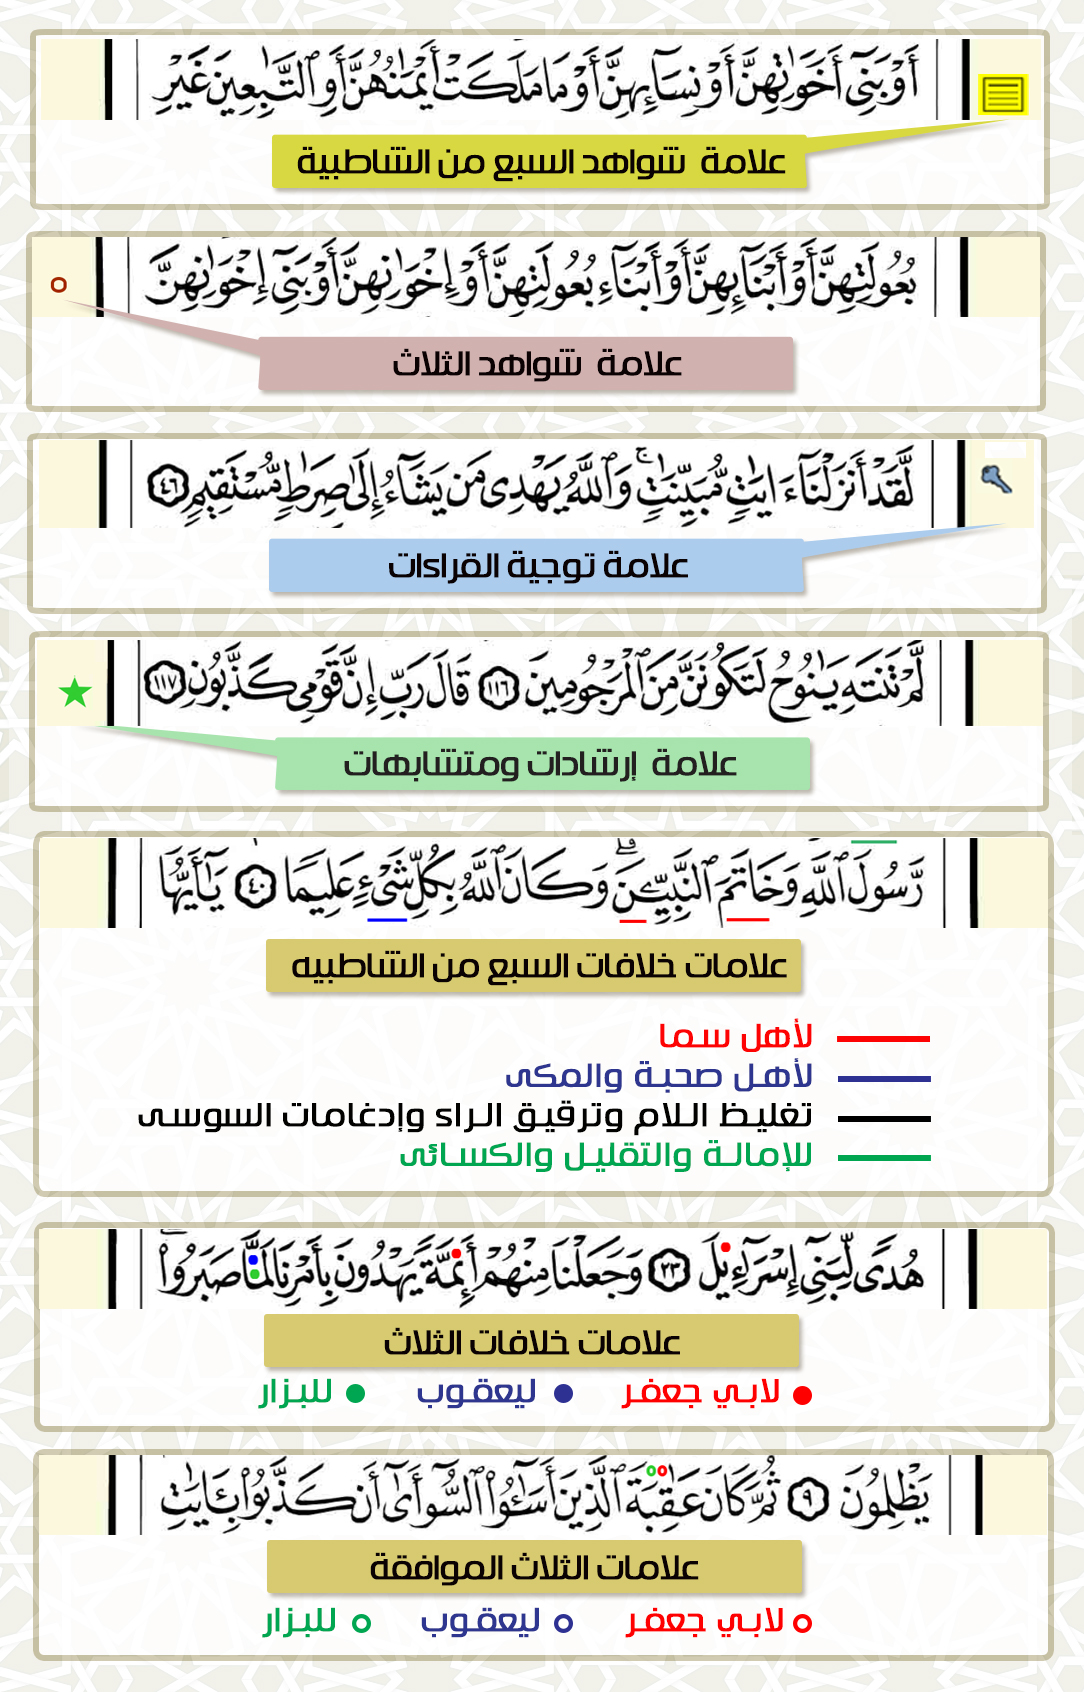 أَوْ بَنِىٓ أَخَوَٰتِهِنَّ أَوْ نِسَآئِهِنَّ أَوْ مَا مَلَكَتْ أَيْمَٰنُهُنَّ أَوِ ٱلتَّٰبِعِينَ غَيْرِ
علامة شواهد السبع من الشاطبية
بُعُولَتِهِنَّ أَوْ أَبْنَآئِهِنَّ أَوْ أَبْنَآءِ بُعُولَتِهِنَّ أَوْ إِخْوَٰنِهِنَّ أَوْ بَنِىٓ إِخْوَٰنِهِنَّ
علامة شواهد الثلاث
لَّقَدْ أَنزَلْنَآ ءَايَٰتٍ مُّبَيِّنَٰتٍ ۚ وَٱللَّهُ يَهْدِى مَن يَشَآءُ إِلَىٰ صِرَٰطٍ مُّسْتَقِيمٍ ٤٦
علامة توجية القراءات
لَّمْ تَنتَهِ يَٰنُوحُ لَتَكُونَنَّ مِنَ ٱلْمَرْجُومِينَ ١١٦ قَالَ رَبِّ إِنَّ قَوْمِى كَذَّبُونِ ١١٧
علامة إرشادات ومتشابهات
رَّسُولَ ٱللَّهِ وَخَاتَمَ ٱلنَّبِيِّـۧنَ ۗ وَكَانَ ٱللَّهُ بِكُلِّ شَىْءٍ عَلِيمًا ٤٠ يَٰٓأَيُّهَا
علامات خلافات السبع من الشاطبيه
لأهل سما
لأهل صحبة والمكى
تغليظ اللام وترقيق الراء وإدغامات السوسى
للإمالة والتقليل والكسائى
هُدًى لِّبَنِىٓ إِسْرَٰٓءِيلَ ٢٣ وَجَعَلْنَا مِنْهُمْ أَئِمَّةً يَهْدُونَ بِأَمْرِنَا لَمَّا صَبَرُوا۟ ۖ
علامات خلافات الثلاث
لابي جعفر ليعقوب للبزار
يَظْلِمُونَ ٩ ثُمَّ كَانَ عَٰقِبَةَ ٱلَّذِينَ أَسَٰٓـُٔوا۟ ٱلسُّوٓأَىٰٓ أَن كَذَّبُوا۟ بِـَٔايَٰتِ
علامات الثلاث الموافقة
لابي جعفر ليعقوب للبزار